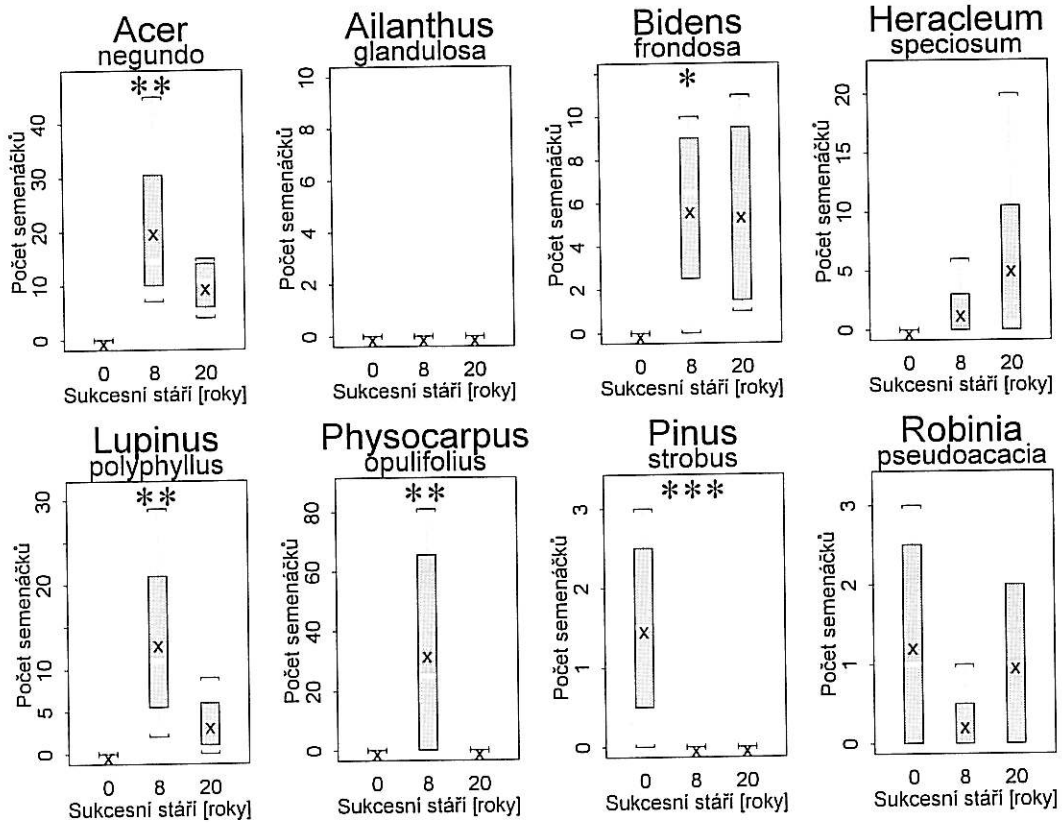 Acer
negundo
**
Počet semenáčků
40
30
20
10
0
0 8 20
Sukcesní stáří [roky]
Ailanthus
glandulosa
Počet semenáčků
10
8
6
4
2
0
0 8 20
Sukcesní stáří [roky]
Bidens
frondosa
*
Počet semenáčků
10
8
6
4
2
0
0 8 20
Sukcesní stáří [roky]
Heracleum
speciosum
Počet semenáčků
20
15
10
5
0
0 8 20
Sukcesní stáří [roky]
Lupinus
polyphyllus
**
Počet semenáčků
30
20
10
5
0
0 8 20
Sukcesní stáří [roky]
Physocarpus
opulifolius
**
Počet semenáčků
80
60
40
20
0
0 8 20
Sukcesní stáří [roky]
Pinus
strobus
***
Počet semenáčků
3
2
1
0
0 8 20
Sukcesní stáří [roky]
Robinia
pseudoacacia
Počet semenáčků
3
2
1
0
0 8 20
Sukcesní stáří [roky]